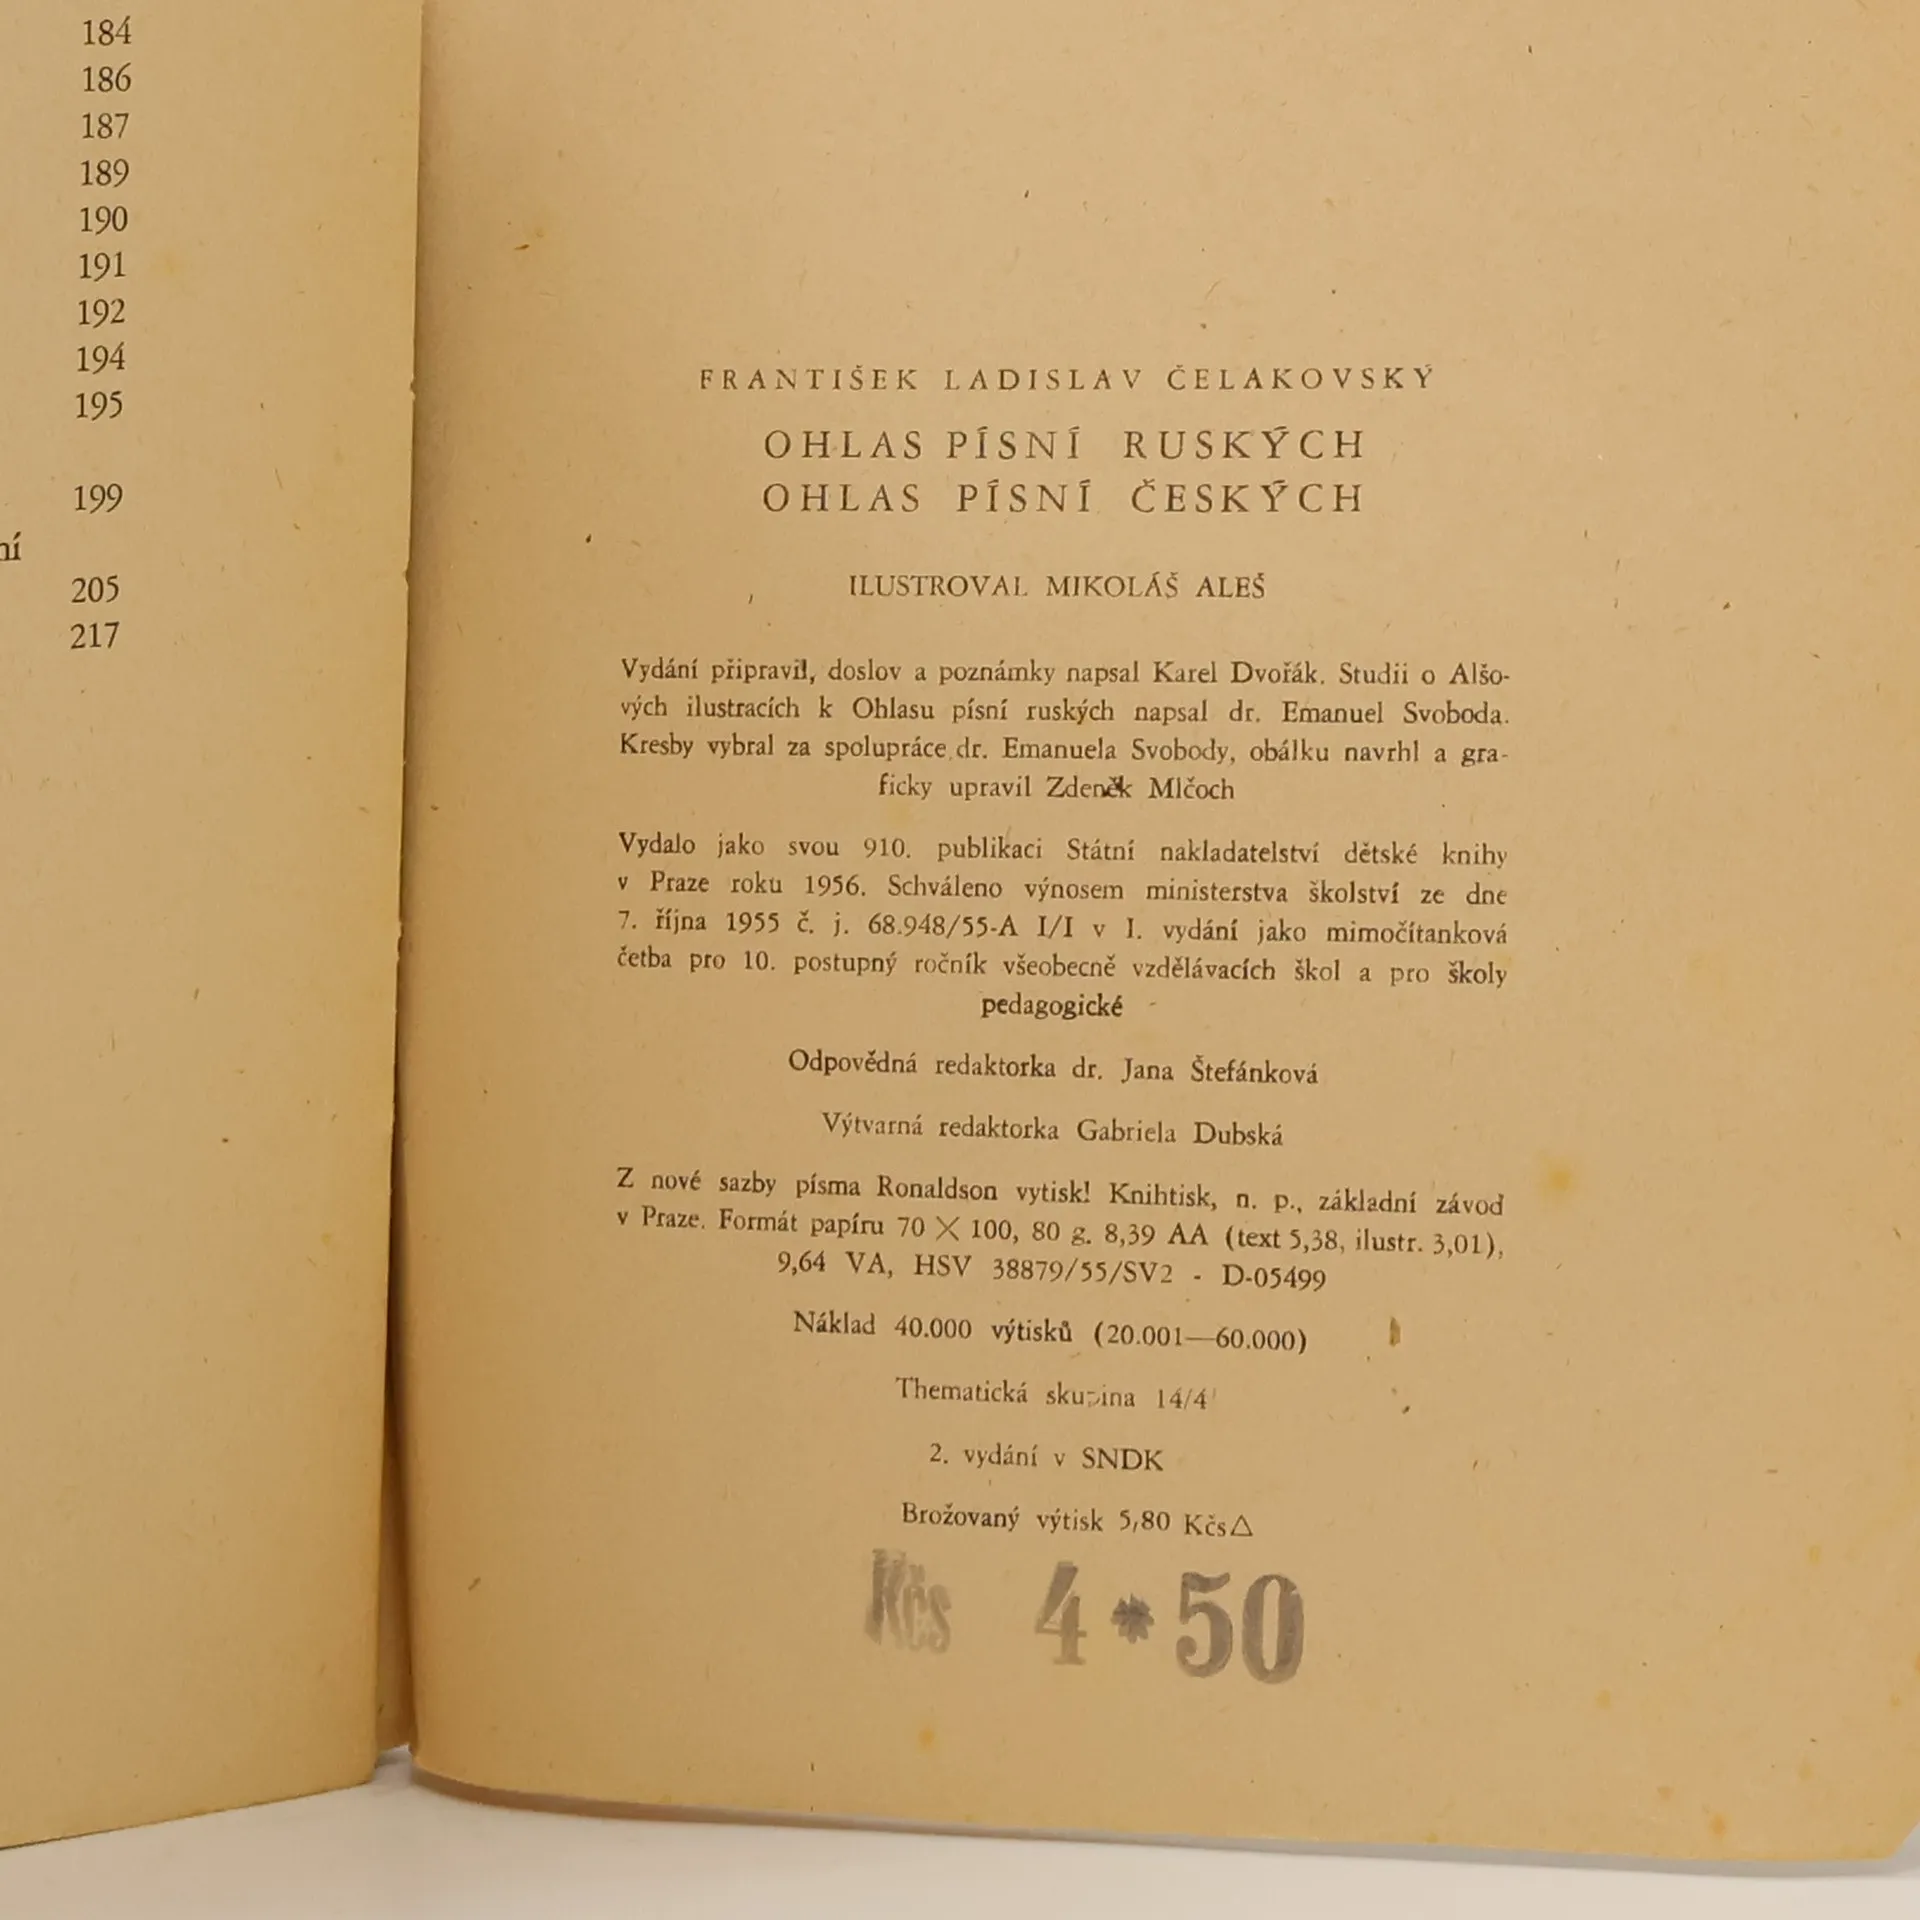 184
186
187
189
190
191
192
194
195
199
ní
205
217
FRANTIŠEK LADISLAV ČELAKOVSKÝ
OHLAS PÍSNÍ RUSKÝCH
OHLAS PÍSNÍ ČESKÝCH
ILUSTROVAL MIKOLÁŠ ALEŠ
Vydání připravil, doslov a poznámky napsal Karel Dvořák. Studii o Alšo-
vých ilustracích k Ohlasu písní ruských napsal dr. Emanuel Svoboda.
Kresby vybral za spolupráce dr. Emanuela Svobody, obálku navrhl a gra-
ficky upravil Zdeněk Mlčoch
Vydalo jako svou 910. publikaci Státní nakladatelství dětské knihy
v Praze roku 1956. Schváleno výnosem ministerstva školství ze dne
7. října 1955 č. j. 68.948/55-A I/I v I. vydání jako mimočítanková
četba pro 10. postupný ročník všeobecně vzdělávacích škol a pro školy
pedagogické
Odpovědná redaktorka dr. Jana Štefánková
Výtvarná redaktorka Gabriela Dubská
Z nové sazby písma Ronaldson vytiskl Knihtisk, n. p., základní závod
v Praze. Formát papíru 70 × 100, 80 g. 8,39 AA (text 5,38, ilustr. 3,01),
9,64 VA, HSV 38879/55/SV2 - D-05499
Náklad 40.000 výtisků (20.001—60.000)
Thematická skupina 14/4
2. vydání v SNDK
Brožovaný výtisk 5,80 Kčs△
Kčs 4*50